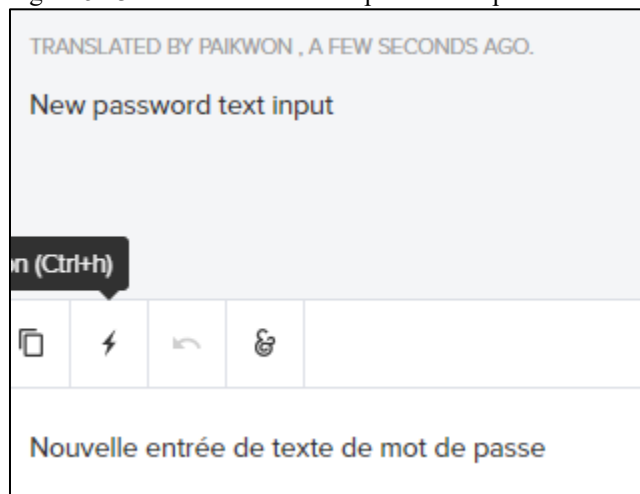 TRANSLATED BY PAIKWON , A FEW SECONDS AGO.
New password text input
(Ctrl+h)
Nouvelle entrée de texte de mot de passe